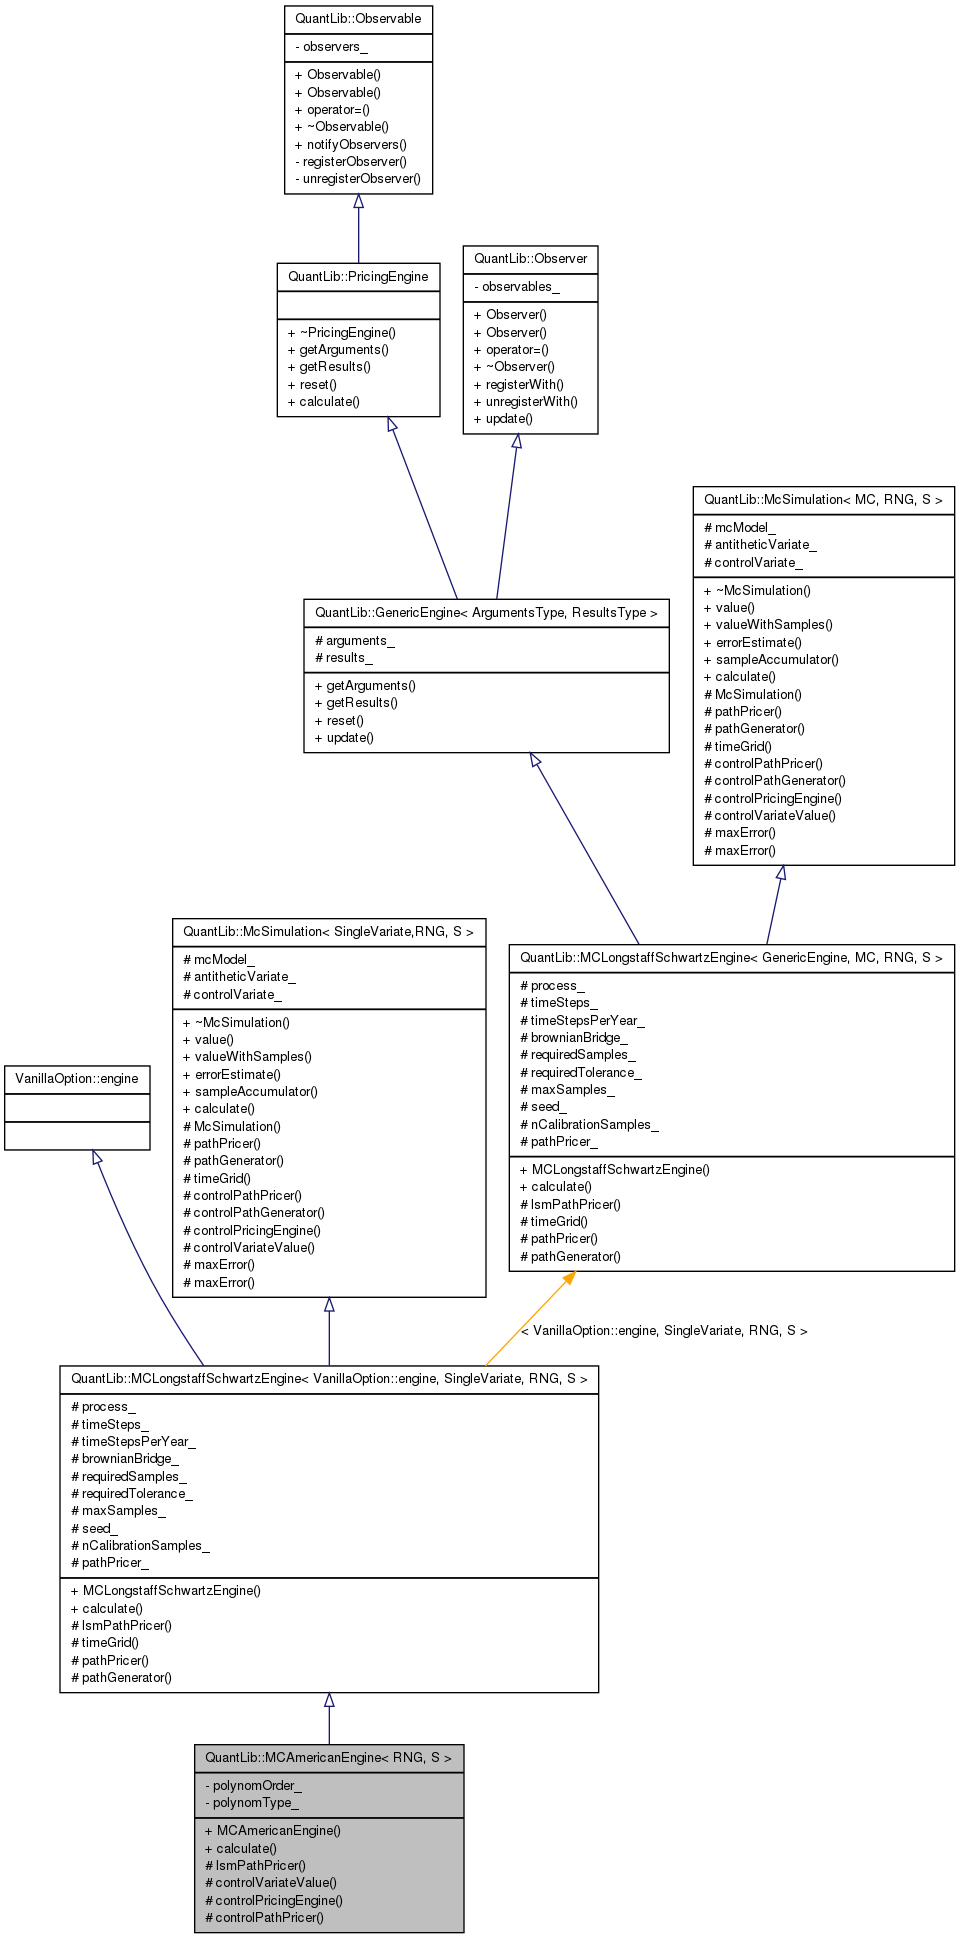 QuantLib::Observable
- observers_
+ Observable()
+ Observable()
+ operator=()
+ ~Observable()
+ notifyObservers()
- registerObserver()
- unregisterObserver()
QuantLib::PricingEngine
+ ~PricingEngine()
+ getArguments()
+ getResults()
+ reset()
+ calculate()
QuantLib::Observer
- observables_
+ Observer()
+ Observer()
+ operator=()
+ ~Observer()
+ registerWith()
+ unregisterWith()
+ update()
QuantLib::McSimulation< MC, RNG, S >
# mcModel_
# antitheticVariate_
# controlVariate_
+ ~McSimulation()
+ value()
+ valueWithSamples()
+ errorEstimate()
+ sampleAccumulator()
+ calculate()
# McSimulation()
# pathPricer()
# pathGenerator()
# timeGrid()
# controlPathPricer()
# controlPathGenerator()
# controlPricingEngine()
# controlVariateValue()
# maxError()
# maxError()
QuantLib::GenericEngine< ArgumentsType, ResultsType >
# arguments_
# results_
+ getArguments()
+ getResults()
+ reset()
+ update()
QuantLib::McSimulation< SingleVariate,RNG, S >
# mcModel_
# antitheticVariate_
# controlVariate_
+ ~McSimulation()
+ value()
+ valueWithSamples()
+ errorEstimate()
+ sampleAccumulator()
+ calculate()
# McSimulation()
# pathPricer()
# pathGenerator()
# timeGrid()
# controlPathPricer()
# controlPathGenerator()
# controlPricingEngine()
# controlVariateValue()
# maxError()
# maxError()
QuantLib::MCLongstaffSchwartzEngine< GenericEngine, MC, RNG, S >
# process_
# timeSteps_
# timeStepsPerYear_
# brownianBridge_
# requiredSamples_
# requiredTolerance_
# maxSamples_
# seed_
# nCalibrationSamples_
# pathPricer_
+ MCLongstaffSchwartzEngine()
+ calculate()
# lsmPathPricer()
# timeGrid()
# pathPricer()
# pathGenerator()
VanillaOption::engine
< VanillaOption::engine, SingleVariate, RNG, S >
QuantLib::MCLongstaffSchwartzEngine< VanillaOption::engine, SingleVariate, RNG, S >
# process_
# timeSteps_
# timeStepsPerYear_
# brownianBridge_
# requiredSamples_
# requiredTolerance_
# maxSamples_
# seed_
# nCalibrationSamples_
# pathPricer_
+ MCLongstaffSchwartzEngine()
+ calculate()
# lsmPathPricer()
# timeGrid()
# pathPricer()
# pathGenerator()
QuantLib::MCAmericanEngine< RNG, S >
- polynomOrder_
- polynomType_
+ MCAmericanEngine()
+ calculate()
# lsmPathPricer()
# controlVariateValue()
# controlPricingEngine()
# controlPathPricer()